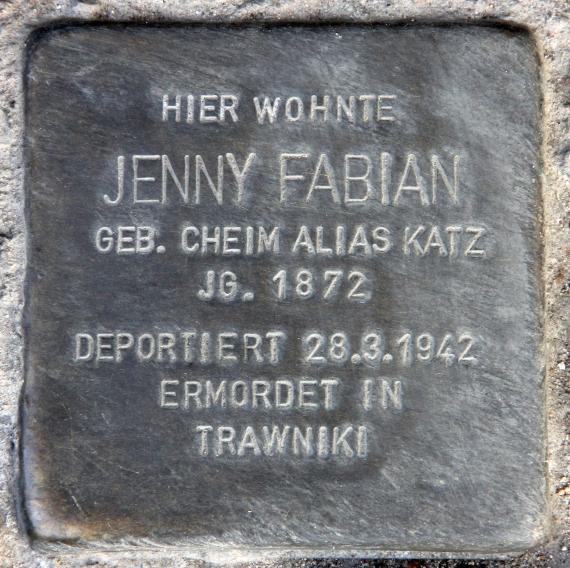 HIER WOHNTE
JENNY FABIAN
GEB. CHEIM ALIAS KATZ
JG. 1872
DEPORTIERT 28.3.1942
ERMORDET IN
TRAWNIKI